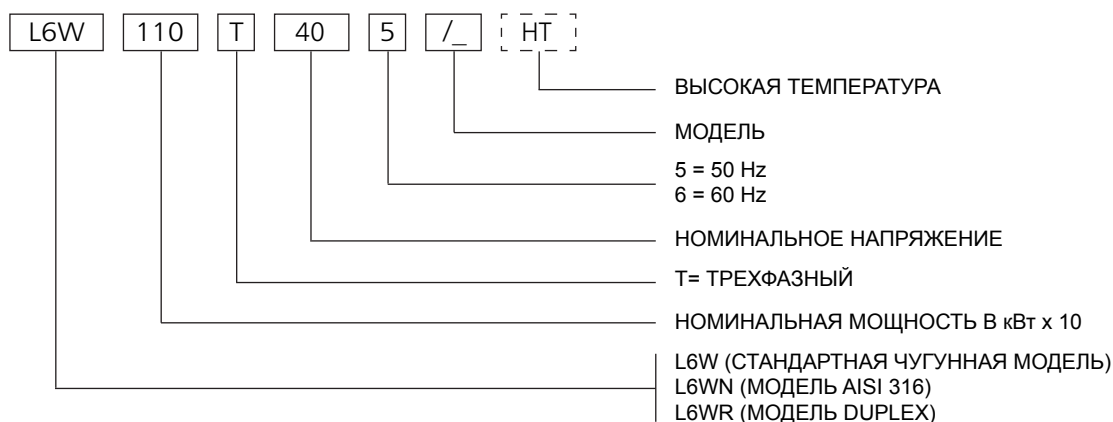 L6W 110 T 40 5 /_ HT
ВЫСОКАЯ ТЕМПЕРАТУРА
МОДЕЛЬ
5 = 50 Hz
6 = 60 Hz
НОМИНАЛЬНОЕ НАПРЯЖЕНИЕ
T= ТРЕХФАЗНЫЙ
НОМИНАЛЬНАЯ МОЩНОСТЬ В кВт x 10
L6W (СТАНДАРТНАЯ ЧУГУННАЯ МОДЕЛЬ)
L6WN (МОДЕЛЬ AISI 316)
L6WR (МОДЕЛЬ DUPLEX)